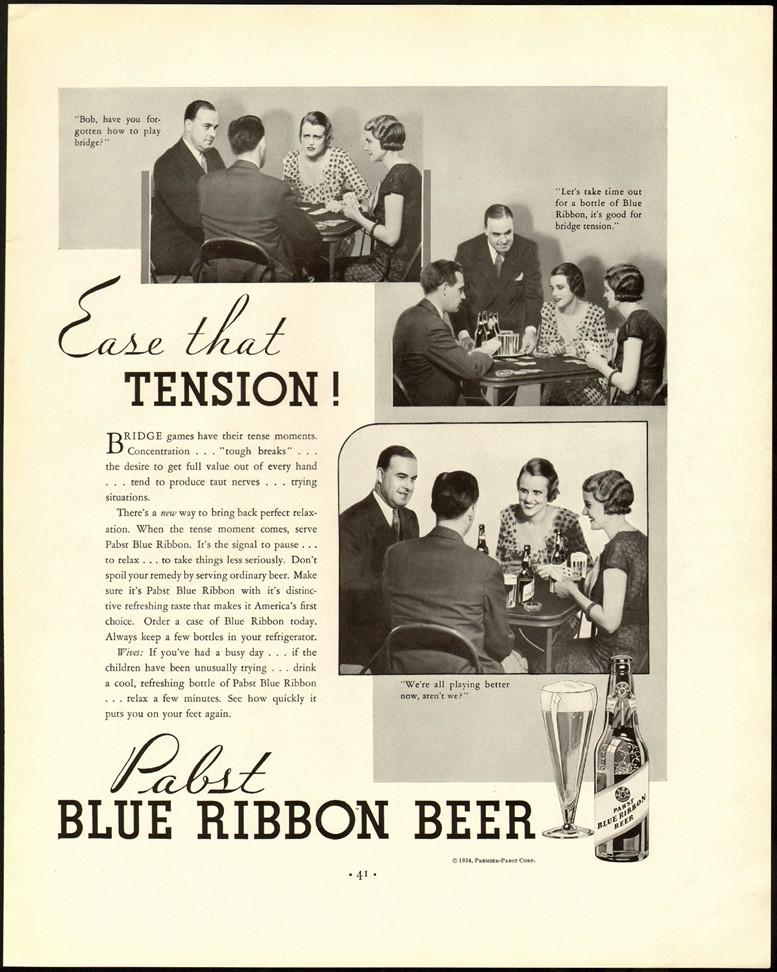 "Bob, have you for-
gotten how to play
bridge?"
"Let's take time out
for a bottle of Blue
Ribbon, it's good for
bridge tension."
Ease that
TENSION!
BRIDGE games have their tense moments.
Concentration . . . "tough breaks" . . .
the desire to get full value out of every hand
. . . tend to produce taut nerves . . . trying
situations.
There's a new way to bring back perfect relax-
ation. When the tense moment comes, serve
Pabst Blue Ribbon. It's the signal to pause . . .
to relax . . . to take things less seriously. Don't
spoil your remedy by serving ordinary beer. Make
sure it's Pabst Blue Ribbon with it's distinc-
tive refreshing taste that makes it America's first
choice. Order a case of Blue Ribbon today.
Always keep a few bottles in your refrigerator.
Wives: If you've had a busy day . . . if the
children have been unusually trying . . . drink
a cool, refreshing bottle of Pabst Blue Ribbon
. . . relax a few minutes. See how quickly it
puts you on your feet again.
"We're all playing better
now, aren't we?"
Pabst
BLUE RIBBON BEER
PABST
BLUE RIBBON
BEER
© 1934, Premier-Pabst Corp.
· 41 ·